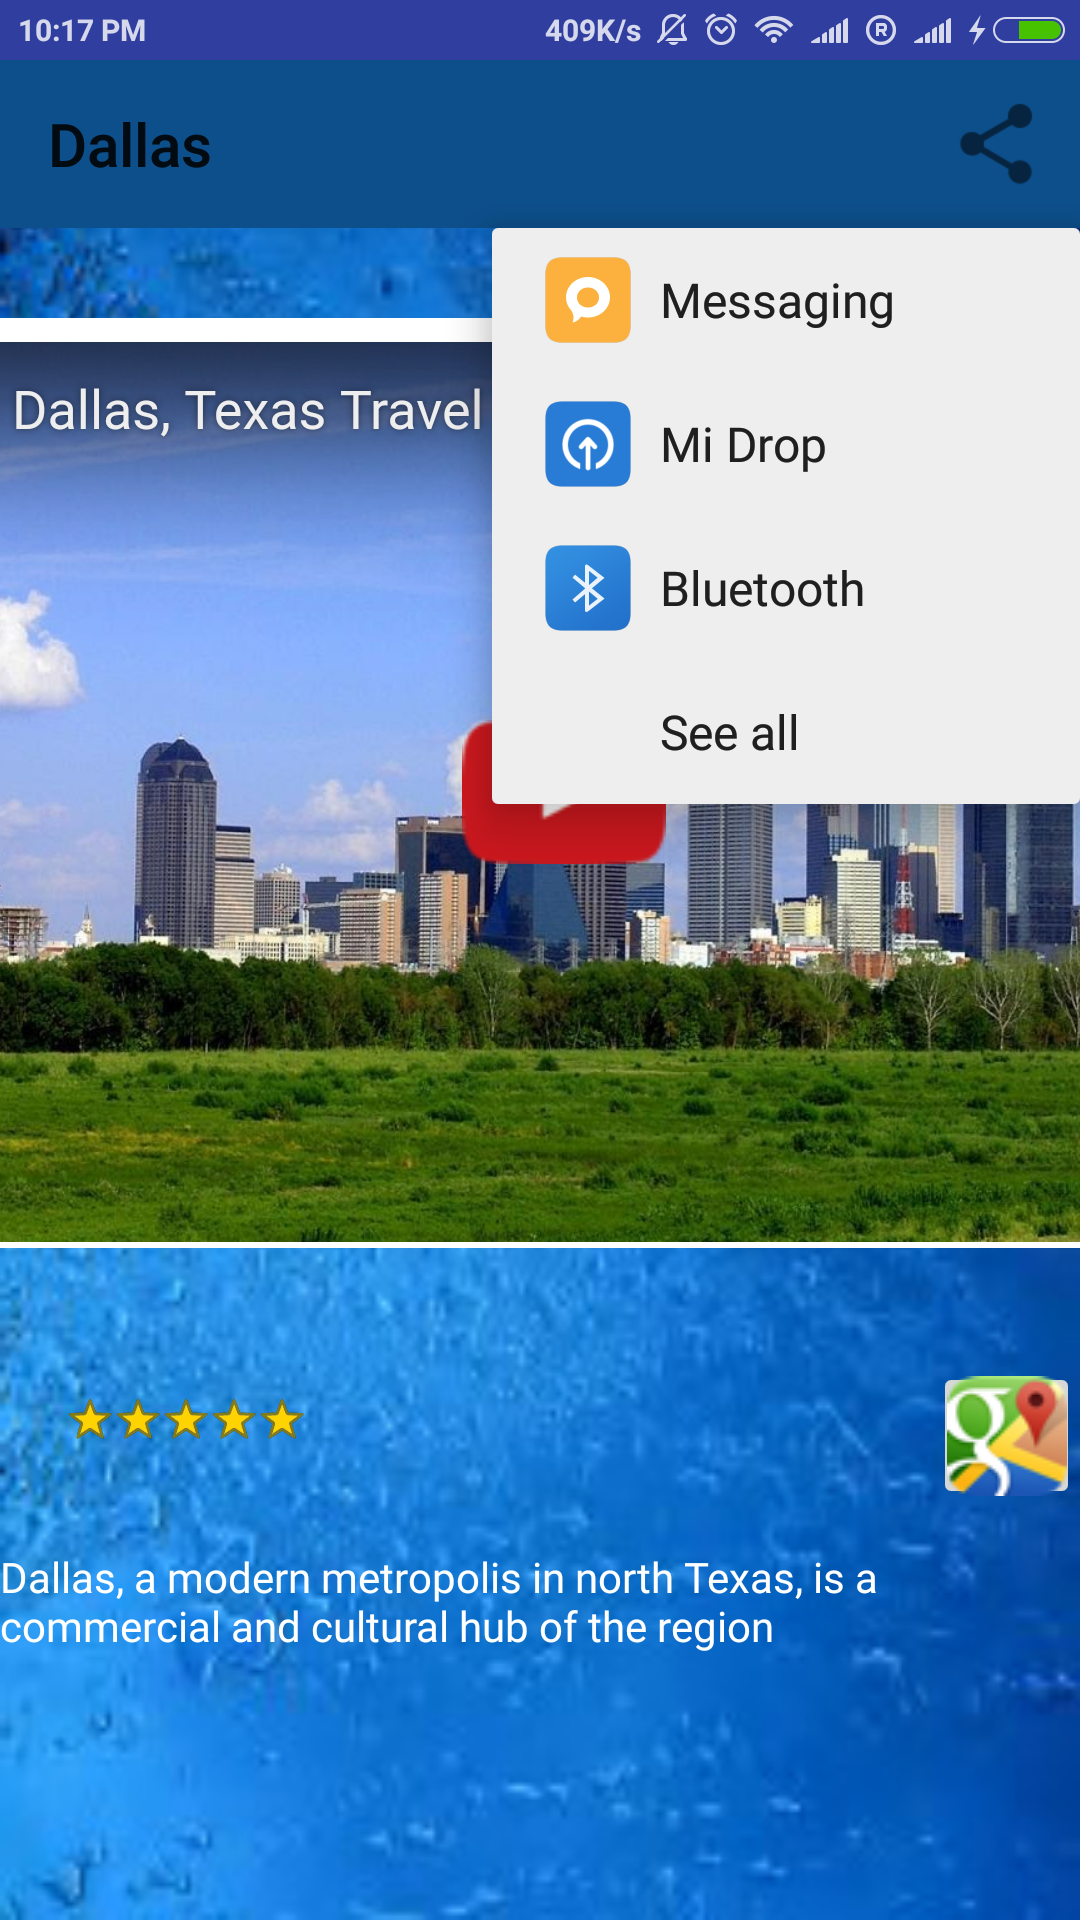 10:17 PM
409K/s
R
Dallas
Messaging
Mi Drop
Bluetooth
See all
Dallas, Texas Travel
g
Dallas, a modern metropolis in north Texas, is a
commercial and cultural hub of the region